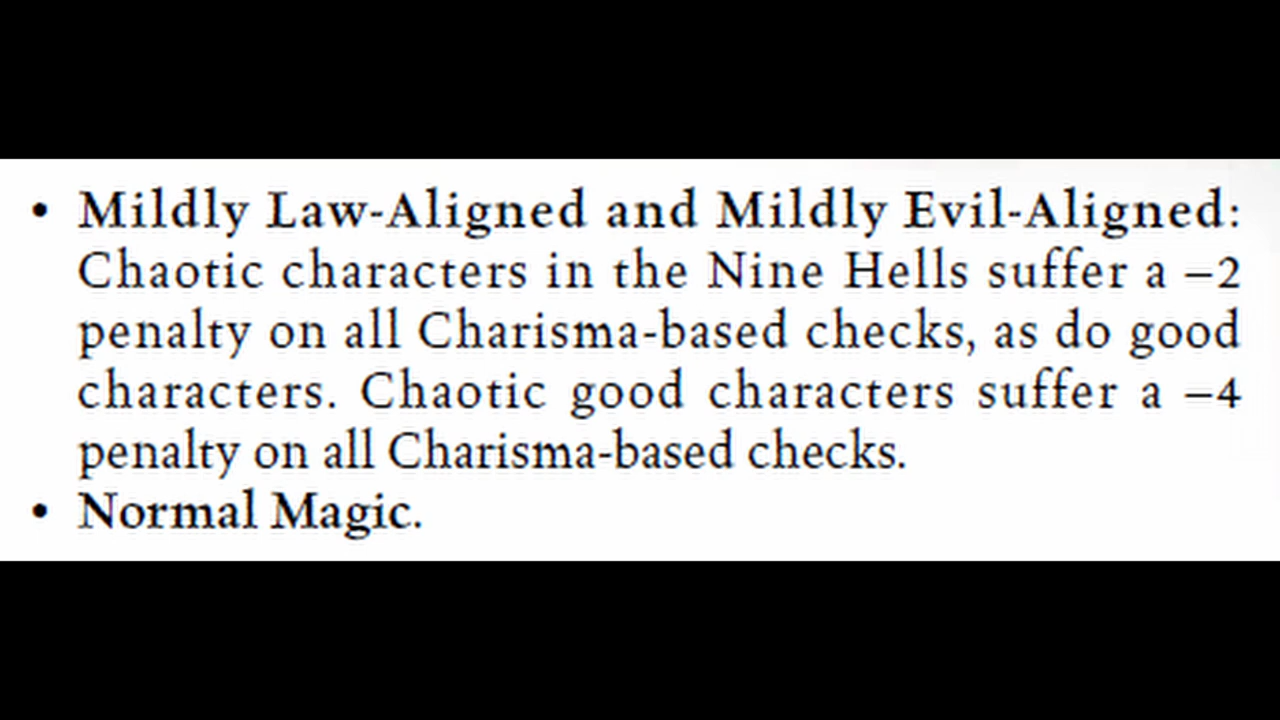 • Mildly Law-Aligned and Mildly Evil-Aligned:
Chaotic characters in the Nine Hells suffer a –2
penalty on all Charisma-based checks, as do good
characters. Chaotic good characters suffer a –4
penalty on all Charisma-based checks.
• Normal Magic.